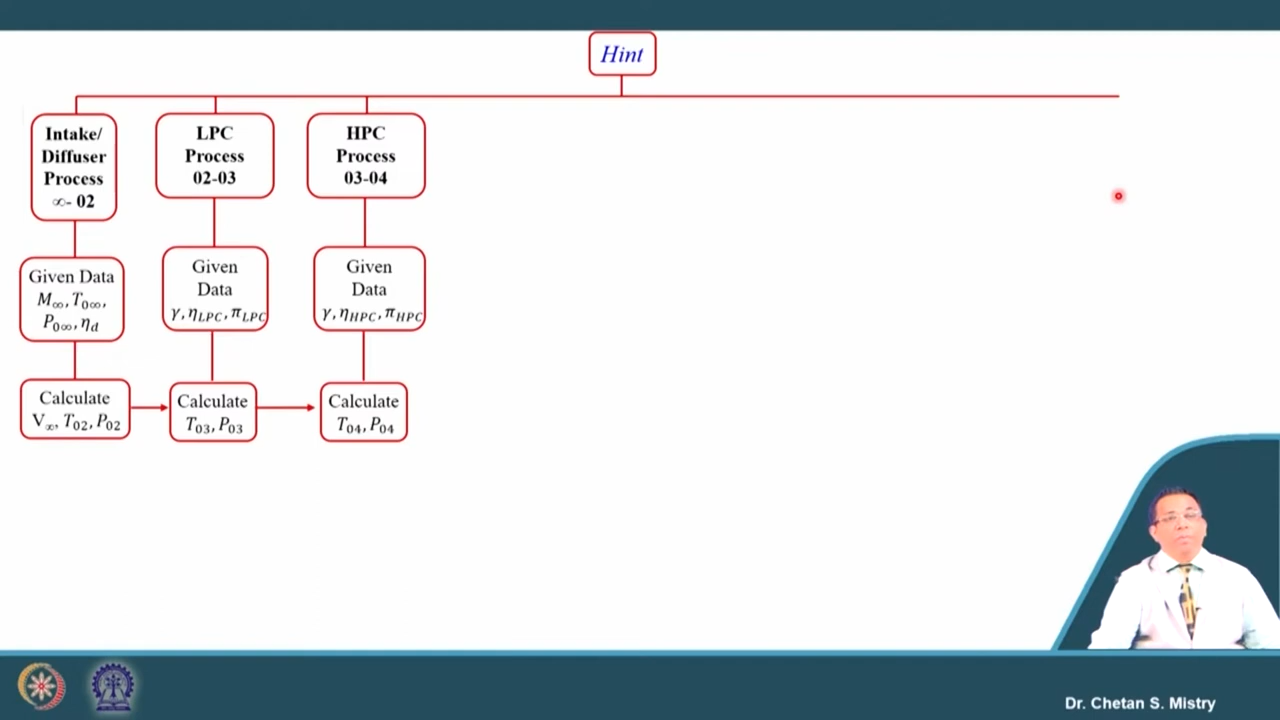 Hint
Intake/
Diffuser
Process
∞- 02
LPC
Process
02-03
HPC
Process
03-04
Given Data
M∞, T0∞,
P0∞, ηd
Given
Data
γ, ηLPC, πLPC
Given
Data
γ, ηHPC, πHPC
Calculate
V∞, T02, P02
Calculate
T03, P03
Calculate
T04, P04
Dr. Chetan S. Mistry